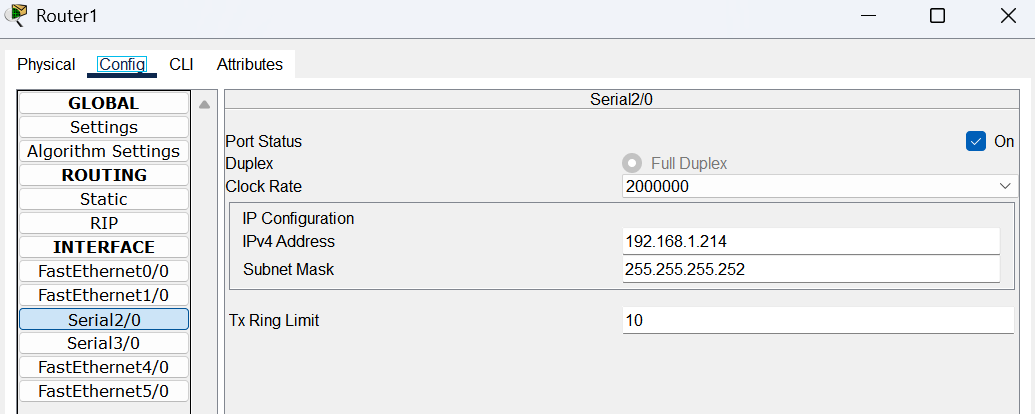 Router1
Physical Config CLI Attributes
GLOBAL
Settings
Algorithm Settings
ROUTING
Static
RIP
INTERFACE
FastEthernet0/0
FastEthernet1/0
Serial2/0
Serial3/0
FastEthernet4/0
FastEthernet5/0
Serial2/0
Port Status On
Duplex Full Duplex
Clock Rate 2000000
IP Configuration
IPv4 Address 192.168.1.214
Subnet Mask 255.255.255.252
Tx Ring Limit 10